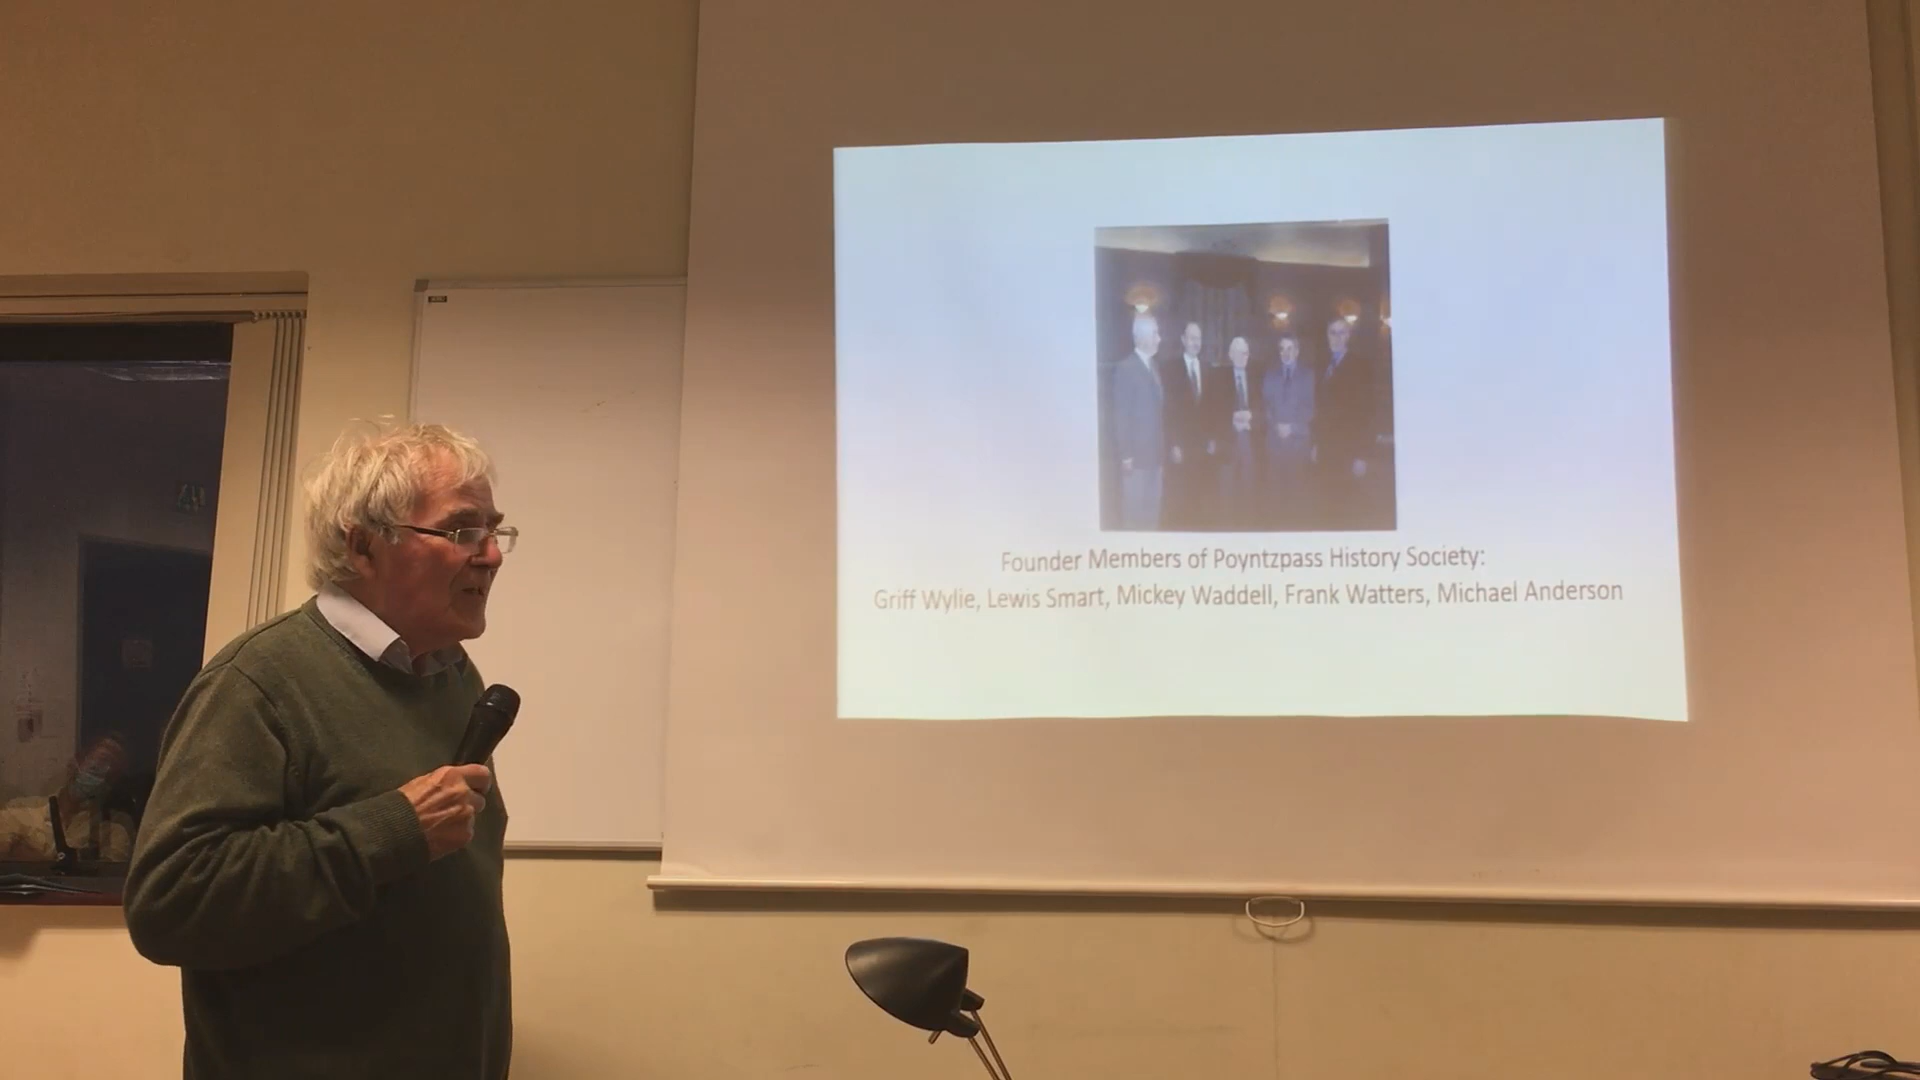 Founder Members of Poyntzpass History Society:
Griff Wylie, Lewis Smart, Mickey Waddell, Frank Watters, Michael Anderson